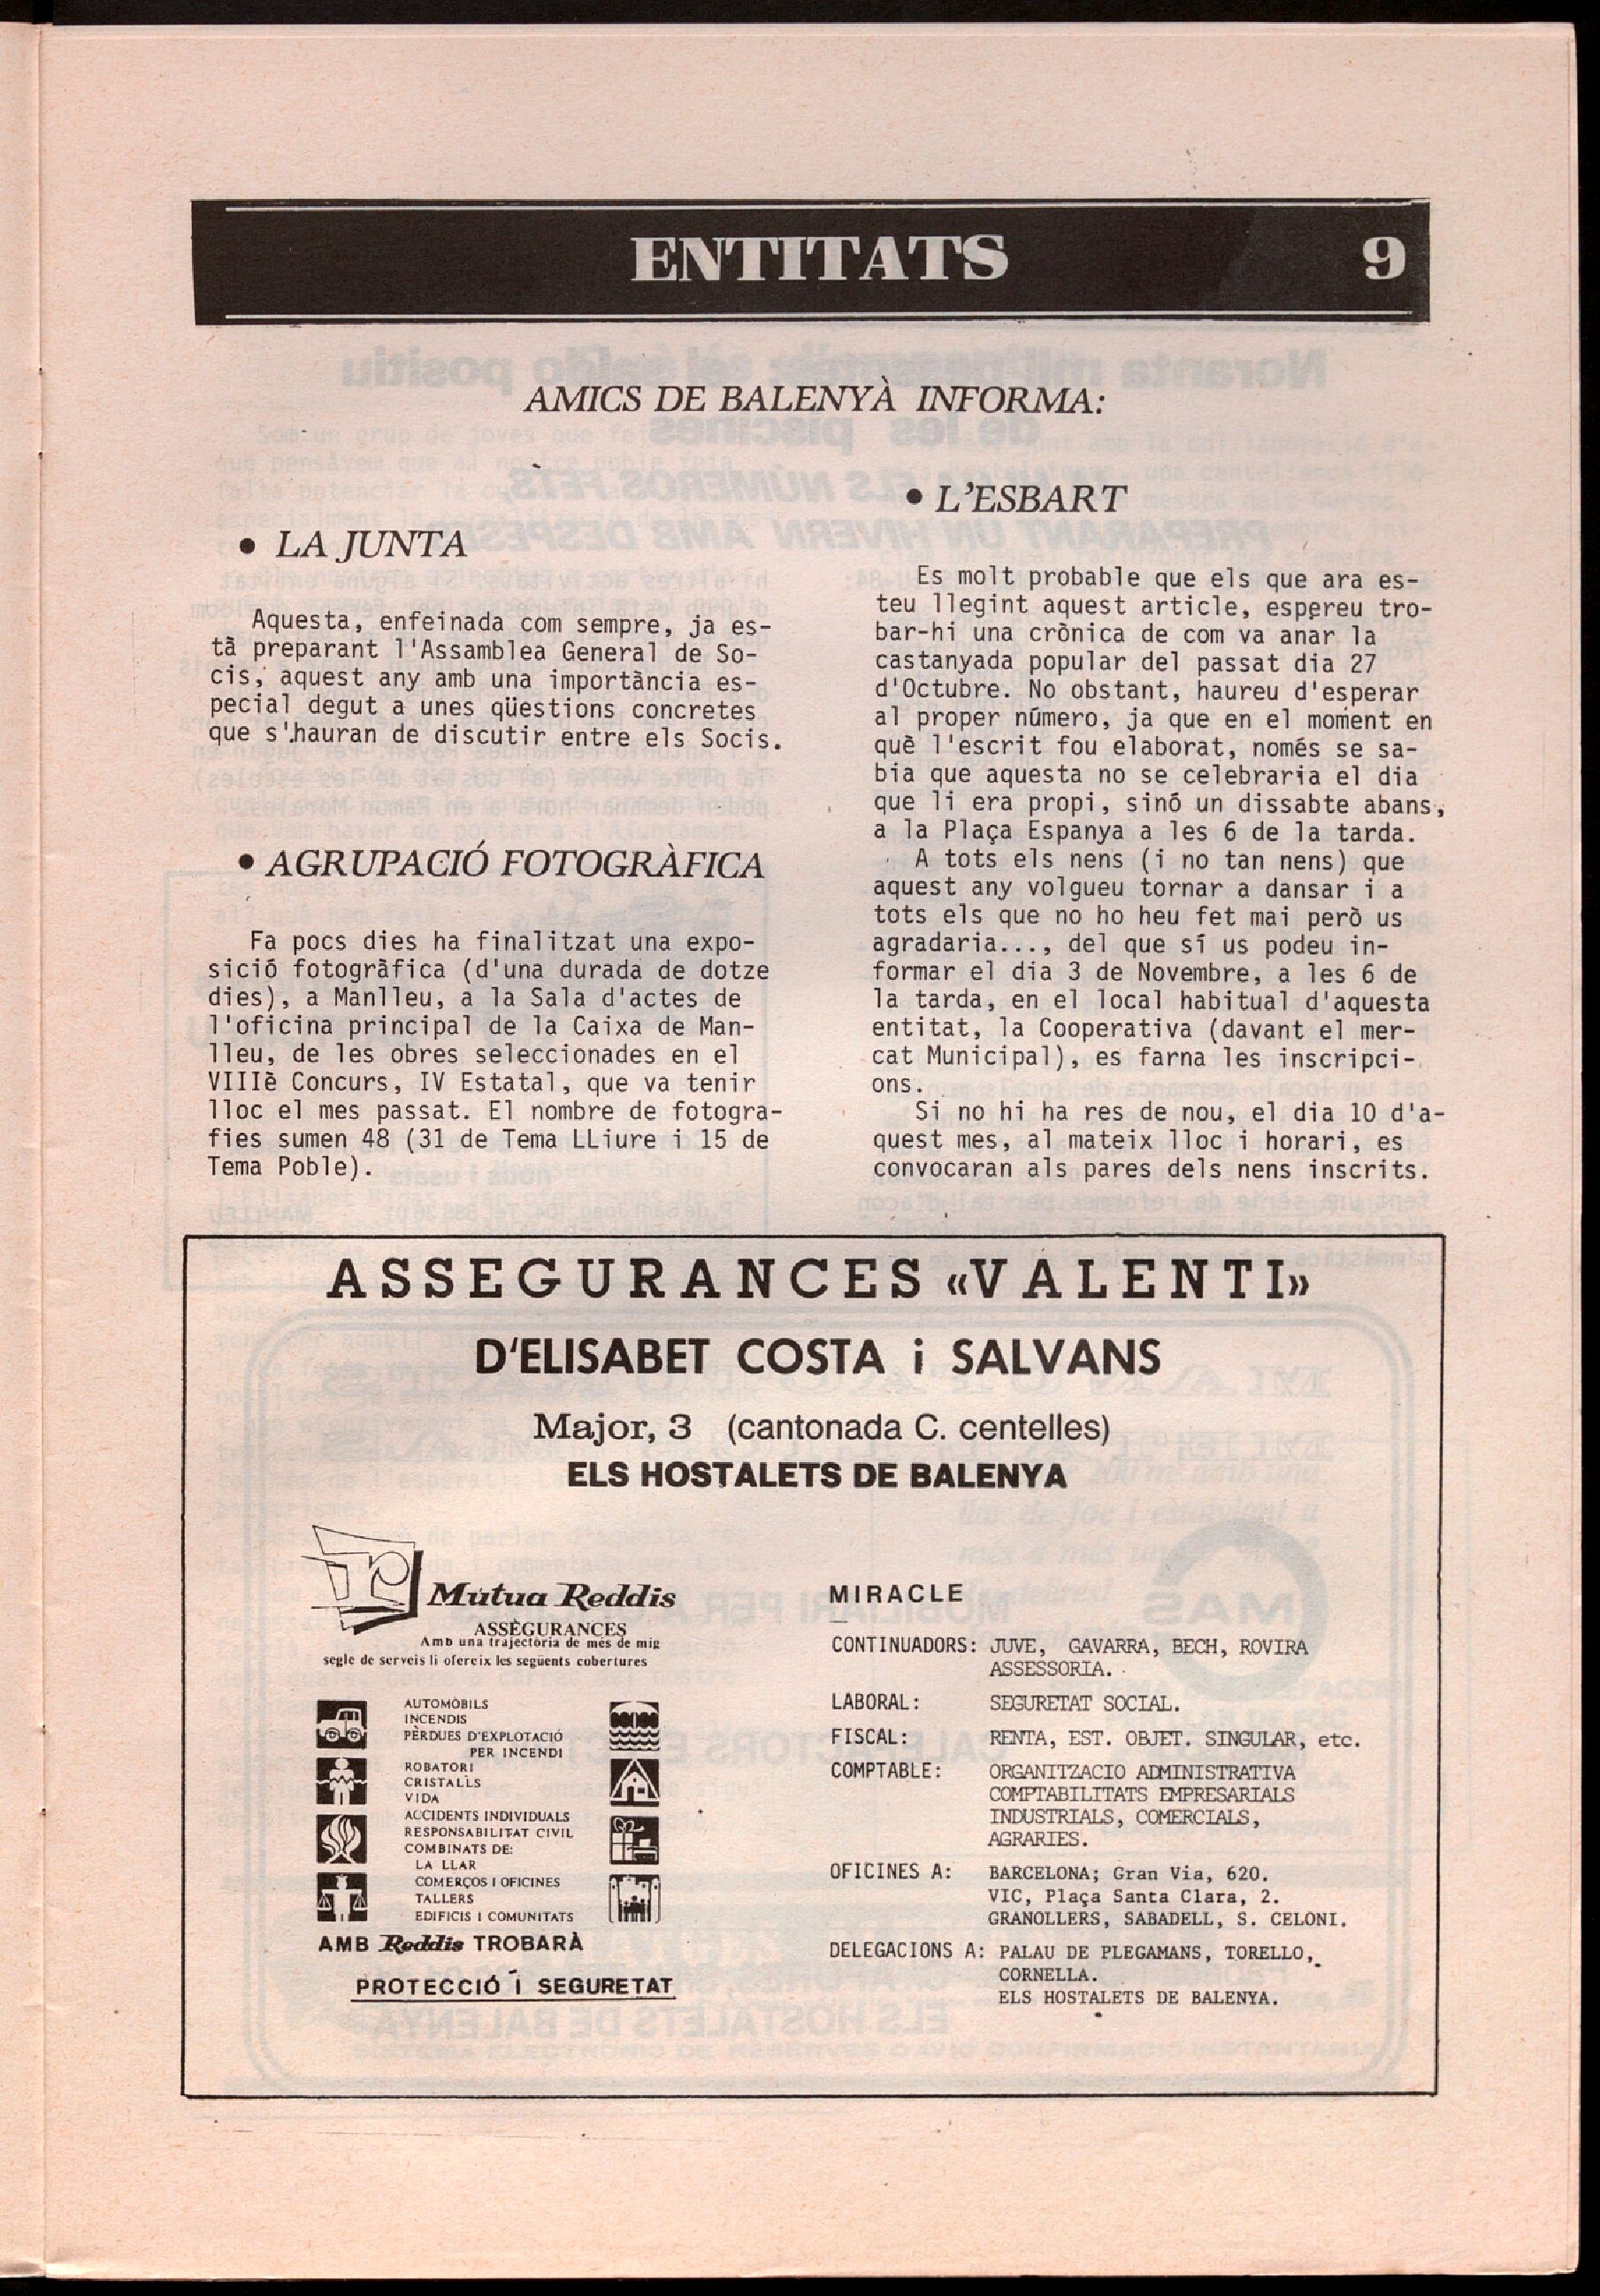 ENTITATS 9
AMICS DE BALENYÀ INFORMA:
• LA JUNTA
Aquesta, enfeinada com sempre, ja es-
tà preparant l'Assamblea General de So-
cis, aquest any amb una importància es-
pecial degut a unes qüestions concretes
que s'hauran de discutir entre els Socis.
• AGRUPACIÓ FOTOGRÀFICA
Fa pocs dies ha finalitzat una expo-
sició fotogràfica (d'una durada de dotze
dies), a Manlleu, a la Sala d'actes de
l'oficina principal de la Caixa de Man-
lleu, de les obres seleccionades en el
VIIIè Concurs, IV Estatal, que va tenir
lloc el mes passat. El nombre de fotogra-
fies sumen 48 (31 de Tema LLiure i 15 de
Tema Poble).
• L'ESBART
Es molt probable que els que ara es-
teu llegint aquest article, espereu tro-
bar-hi una crònica de com va anar la
castanyada popular del passat dia 27
d'Octubre. No obstant, haureu d'esperar
al proper número, ja que en el moment en
què l'escrit fou elaborat, només se sa-
bia que aquesta no se celebraria el dia
que li era propi, sinó un dissabte abans,
a la Plaça Espanya a les 6 de la tarda.
A tots els nens (i no tan nens) que
aquest any volgueu tornar a dansar i a
tots els que no ho heu fet mai però us
agradaria..., del que sí us podeu in-
formar el dia 3 de Novembre, a les 6 de
la tarda, en el local habitual d'aquesta
entitat, la Cooperativa (davant el mer-
cat Municipal), es farna les inscripci-
ons.
Si no hi ha res de nou, el dia 10 d'a-
quest mes, al mateix lloc i horari, es
convocaran als pares dels nens inscrits.
ASSEGURANCES «VALENTI»
D'ELISABET COSTA i SALVANS
Major, 3 (cantonada C. centelles)
ELS HOSTALETS DE BALENYA
Mútua Reddis
ASSEGURANCES
Amb una trajectòria de més de mig
segle de serveis li ofereix les següents cobertures
AUTOMÒBILS
INCENDIS
PÈRDUES D'EXPLOTACIÓ
PER INCENDI
ROBATORI
CRISTALLS
VIDA
ACCIDENTS INDIVIDUALS
RESPONSABILITAT CIVIL
COMBINATS DE:
LA LLAR
COMERÇOS I OFICINES
TALLERS
EDIFICIS I COMUNITATS
AMB Reddis TROBARÀ
PROTECCIÓ I SEGURETAT
MIRACLE
CONTINUADORS: JUVE, GAVARRA, BECH, ROVIRA
ASSESSORIA.
LABORAL: SEGURETAT SOCIAL.
FISCAL: RENTA, EST. OBJET. SINGULAR, etc.
COMPTABLE: ORGANITZACIO ADMINISTRATIVA
COMPTABILITATS EMPRESARIALS
INDUSTRIALS, COMERCIALS,
AGRARIES.
OFICINES A: BARCELONA; Gran Via, 620.
VIC, Plaça Santa Clara, 2.
GRANOLLERS, SABADELL, S. CELONI.
DELEGACIONS A: PALAU DE PLEGAMANS, TORELLO,
CORNELLA.
ELS HOSTALETS DE BALENYA.